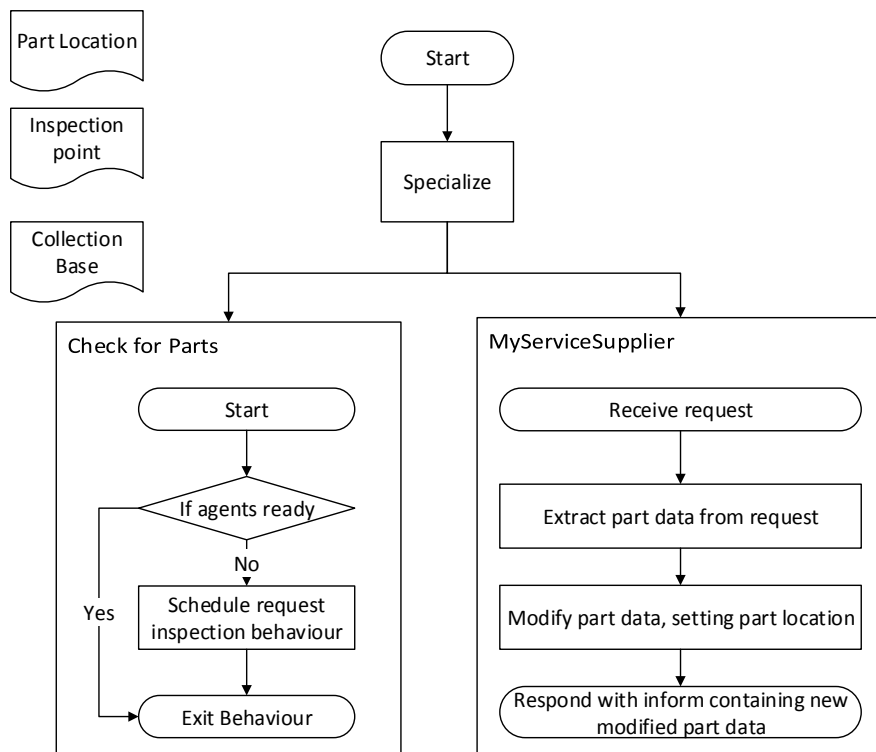 Part Location
Inspection
point
Collection
Base
Start
Specialize
Check for Parts
Start
If agents ready
No
Yes
Schedule request
inspection behaviour
Exit Behaviour
MyServiceSupplier
Receive request
Extract part data from request
Modify part data, setting part location
Respond with inform containing new
modified part data